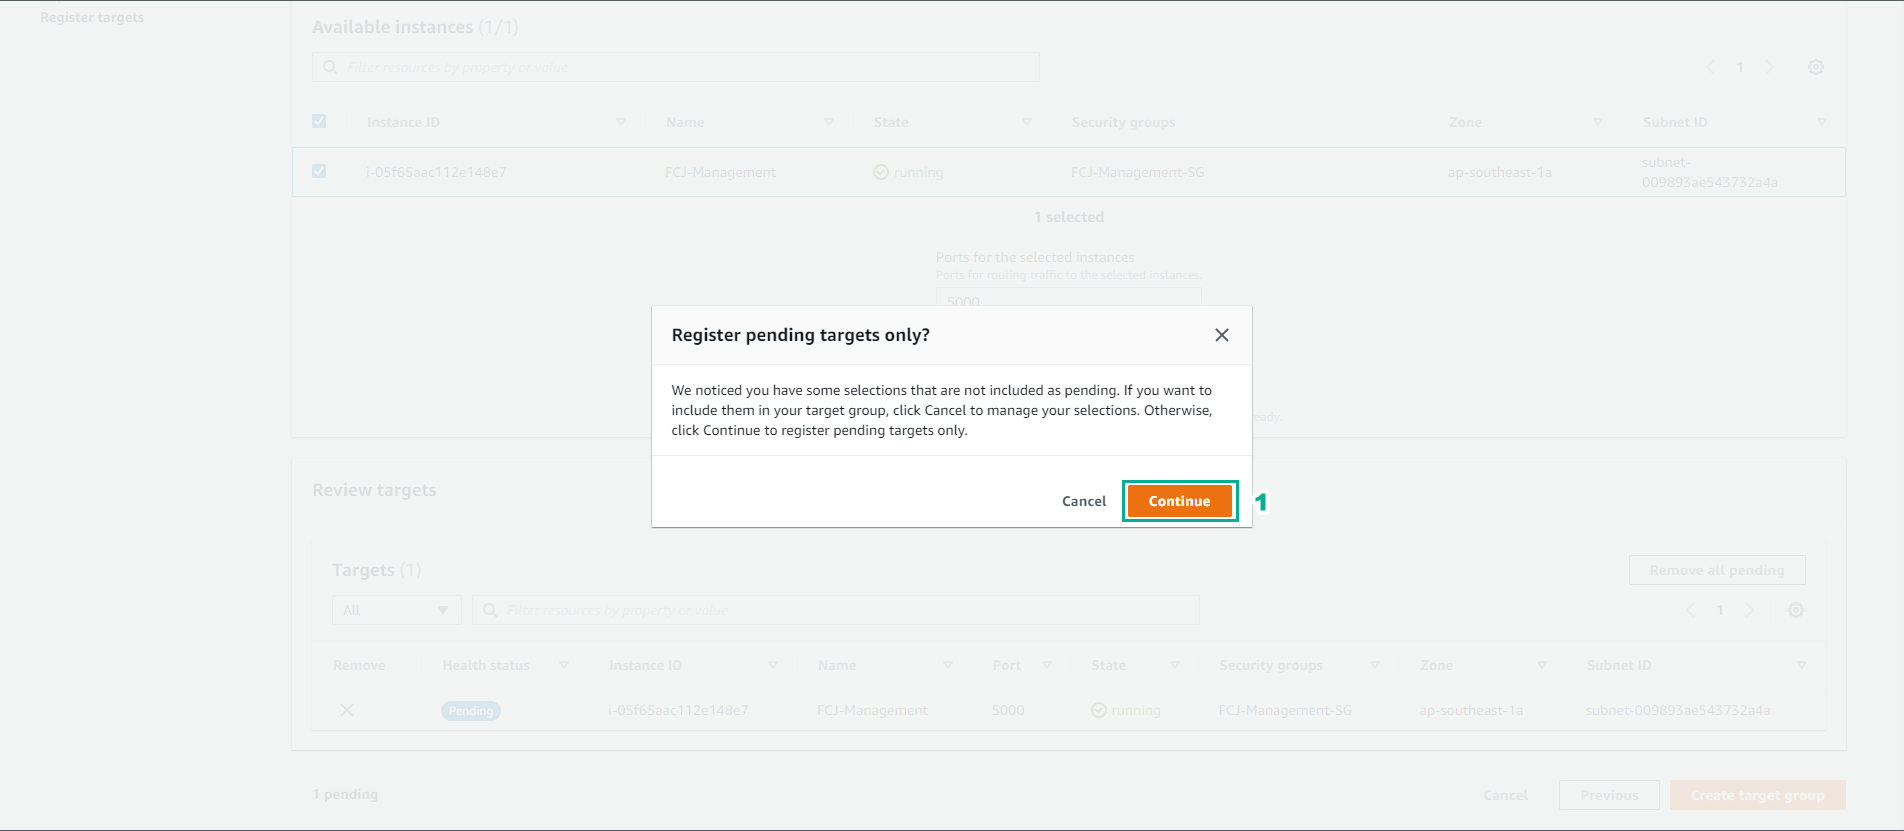 Register targets
Available instances (1/1)
Filter resources by property or value
1
Instance ID Name State Security groups Zone Subnet ID
i-05f65aac112e148e7 FCJ-Management running FCJ-Management-SG ap-southeast-1a subnet-
009893ae543732a4a
1 selected
Ports for the selected instances
Ports for routing traffic to the selected instances.
5000
Register pending targets only?
We noticed you have some selections that are not included as pending. If you want to
include them in your target group, click Cancel to manage your selections. Otherwise,
click Continue to register pending targets only.
ready.
Cancel Continue 1
Review targets
Targets (1)
Remove all pending
All Filter resources by property or value 1
Remove Health status Instance ID Name Port State Security groups Zone Subnet ID
Pending i-05f65aac112e148e7 FCJ-Management 5000 running FCJ-Management-SG ap-southeast-1a subnet-009893ae543732a4a
1 pending
Cancel Previous Create target group